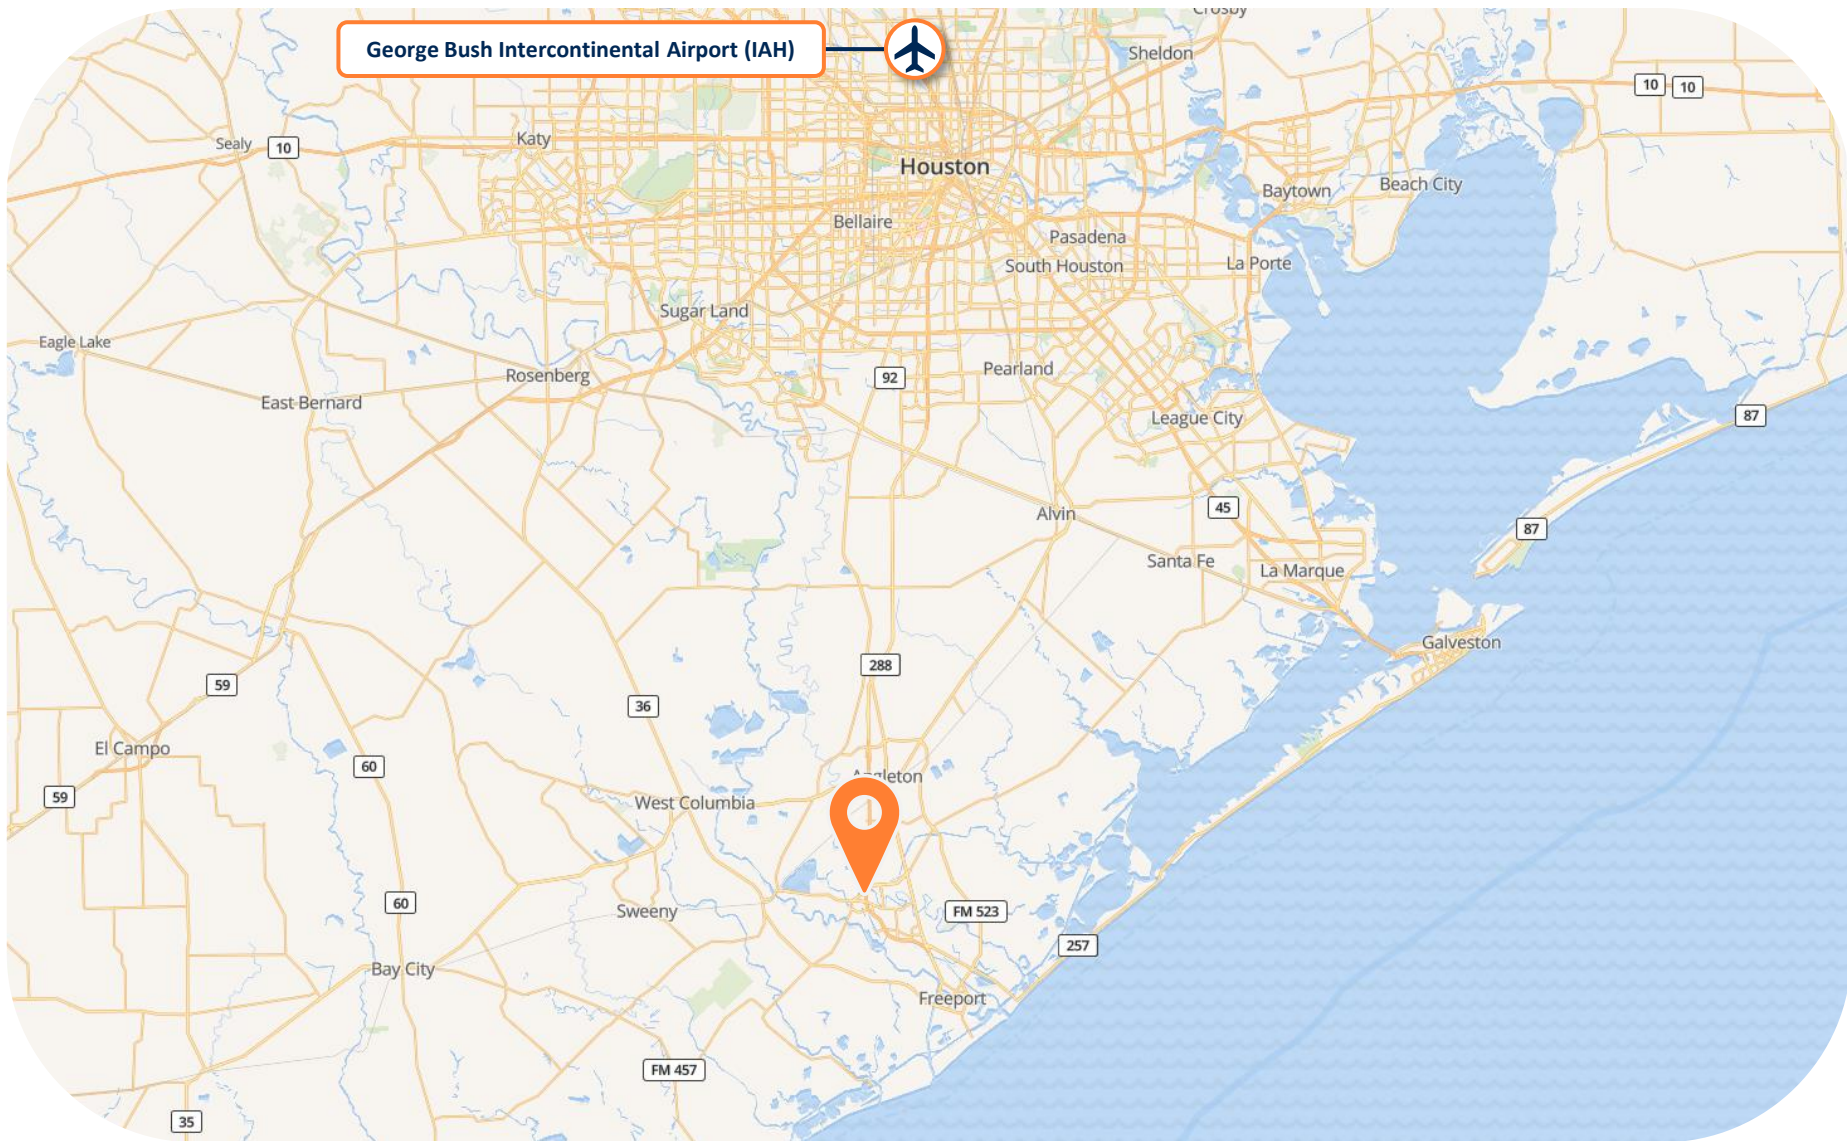 Crosby
George Bush Intercontinental Airport (IAH)
Sheldon
10
10
Sealy
10
Katy
Houston
Baytown
Beach City
Bellaire
Pasadena
South Houston
La Porte
Sugar Land
Eagle Lake
Rosenberg
92
Pearland
East Bernard
League City
87
45
Alvin
87
Santa Fe
La Marque
Galveston
288
59
36
El Campo
60
Angleton
59
West Columbia
60
Sweeny
FM 523
257
Bay City
Freeport
FM 457
35